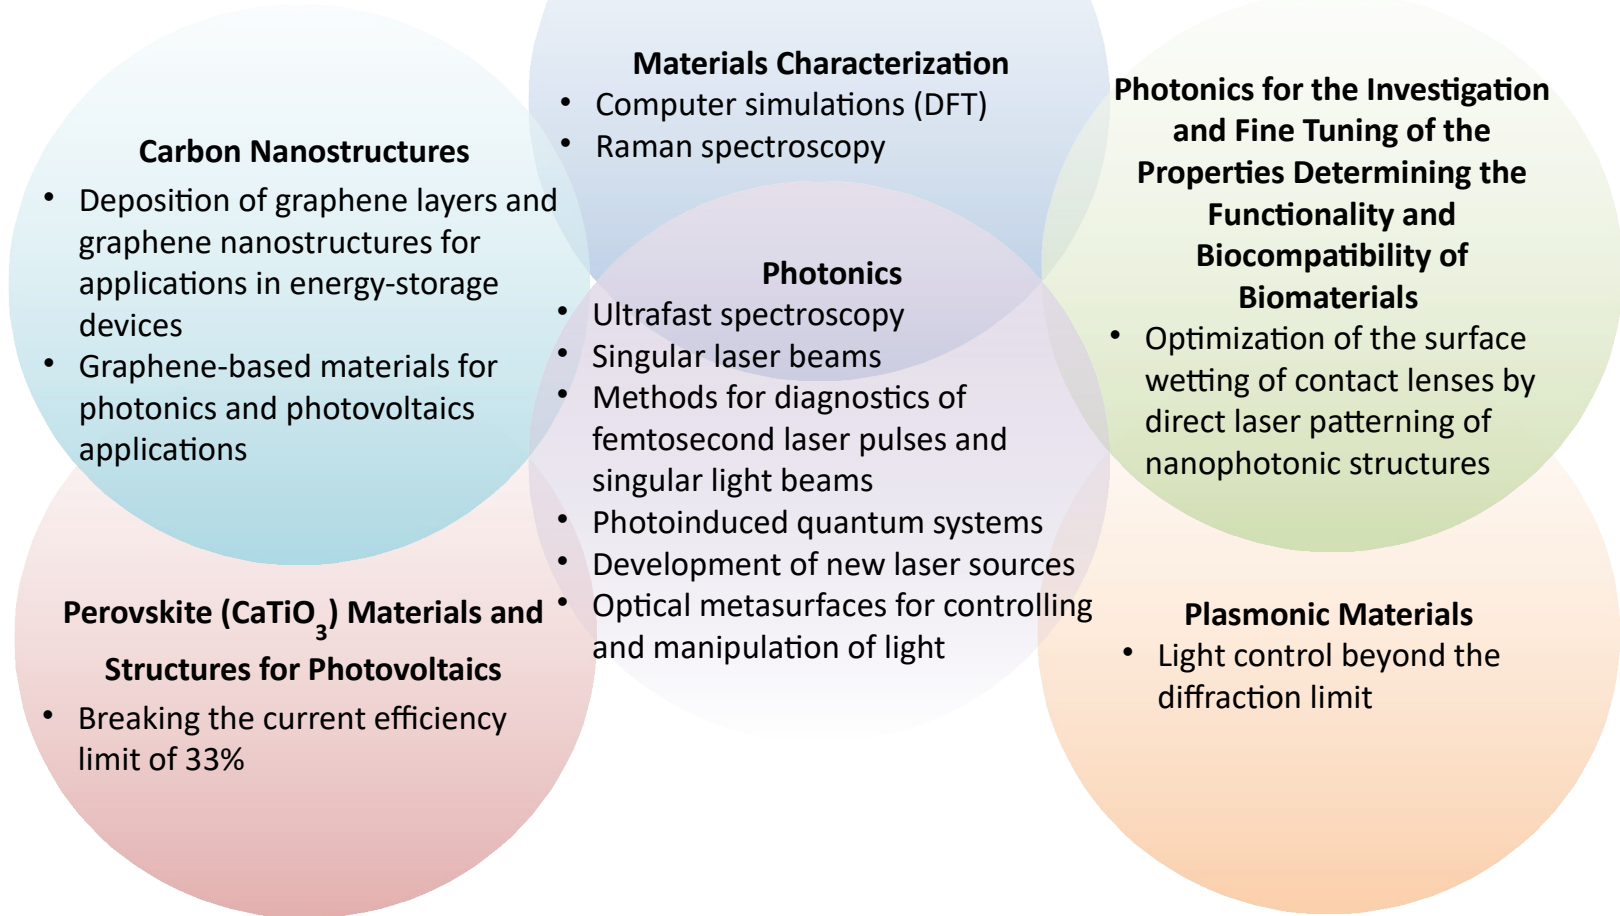 Materials Characterization
• Computer simulations (DFT)
• Raman spectroscopy
Carbon Nanostructures
• Deposition of graphene layers and
graphene nanostructures for
applications in energy-storage
devices
• Graphene-based materials for
photonics and photovoltaics
applications
Photonics
• Ultrafast spectroscopy
• Singular laser beams
• Methods for diagnostics of
femtosecond laser pulses and
singular light beams
• Photoinduced quantum systems
• Development of new laser sources
• Optical metasurfaces for controlling
and manipulation of light
Photonics for the Investigation
and Fine Tuning of the
Properties Determining the
Functionality and
Biocompatibility of
Biomaterials
• Optimization of the surface
wetting of contact lenses by
direct laser patterning of
nanophotonic structures
Perovskite (CaTiO₃) Materials and
Structures for Photovoltaics
• Breaking the current efficiency
limit of 33%
Plasmonic Materials
• Light control beyond the
diffraction limit